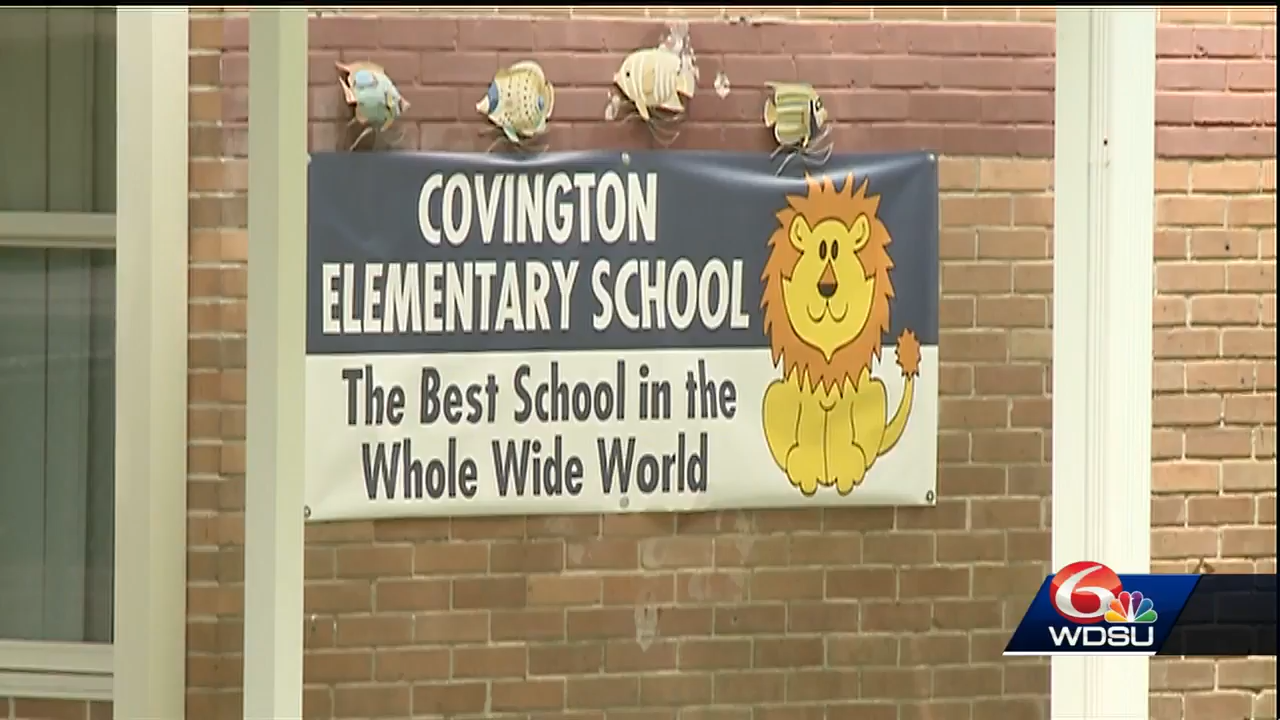 COVINGTON
ELEMENTARY SCHOOL
The Best School in the
Whole Wide World
6
WDSU